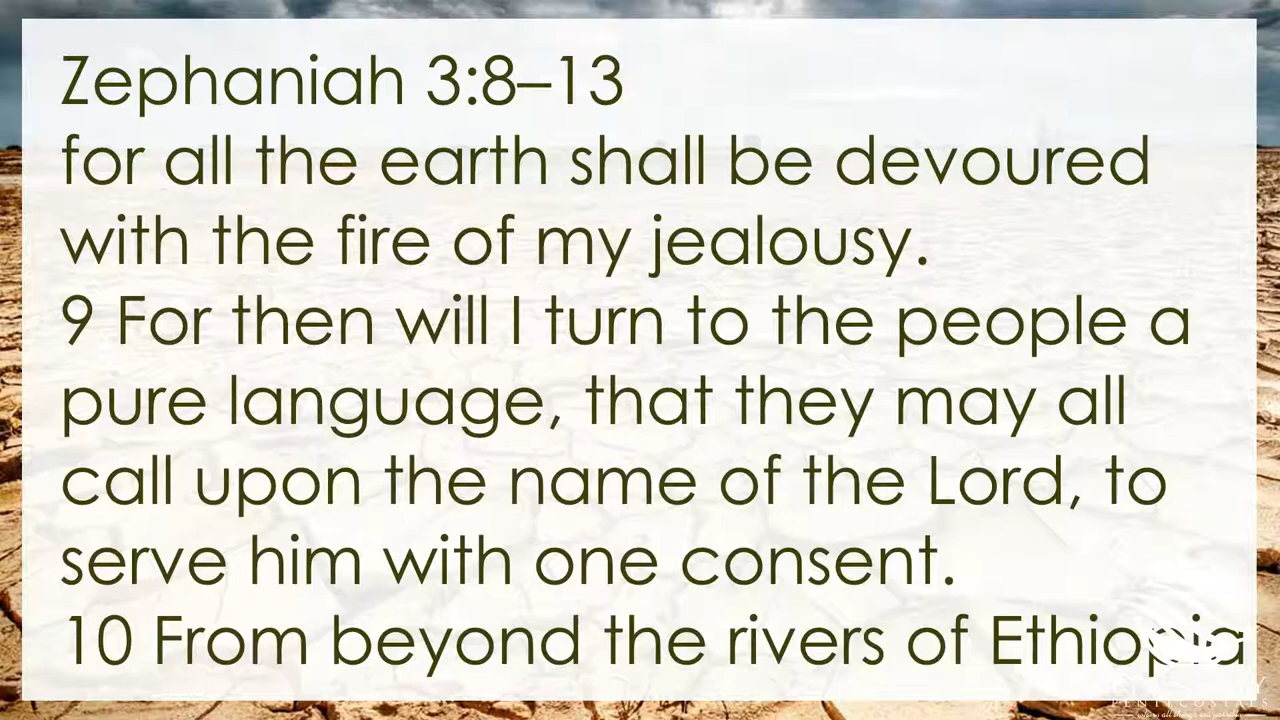 Zephaniah 3:8–13
for all the earth shall be devoured
with the fire of my jealousy.
9 For then will I turn to the people a
pure language, that they may all
call upon the name of the Lord, to
serve him with one consent.
10 From beyond the rivers of Ethiopia
PENTECOSTALS